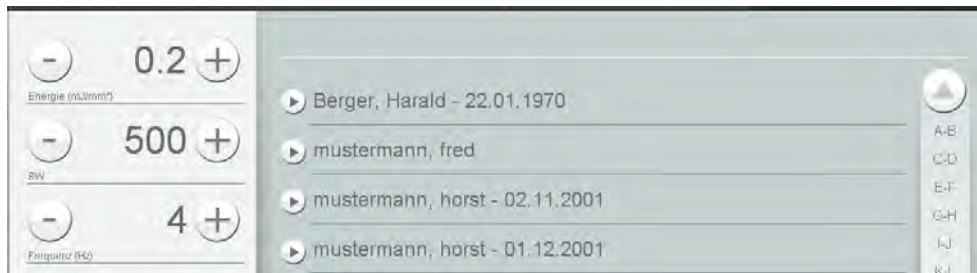 - 0.2 +
Energie (mJ/mm²)
- 500 +
SW
- 4 +
Frequenz (Hz)
Berger, Harald - 22.01.1970
mustermann, fred
mustermann, horst - 02.11.2001
mustermann, horst - 01.12.2001
A-B
C-D
E-F
G-H
I-J
K-L